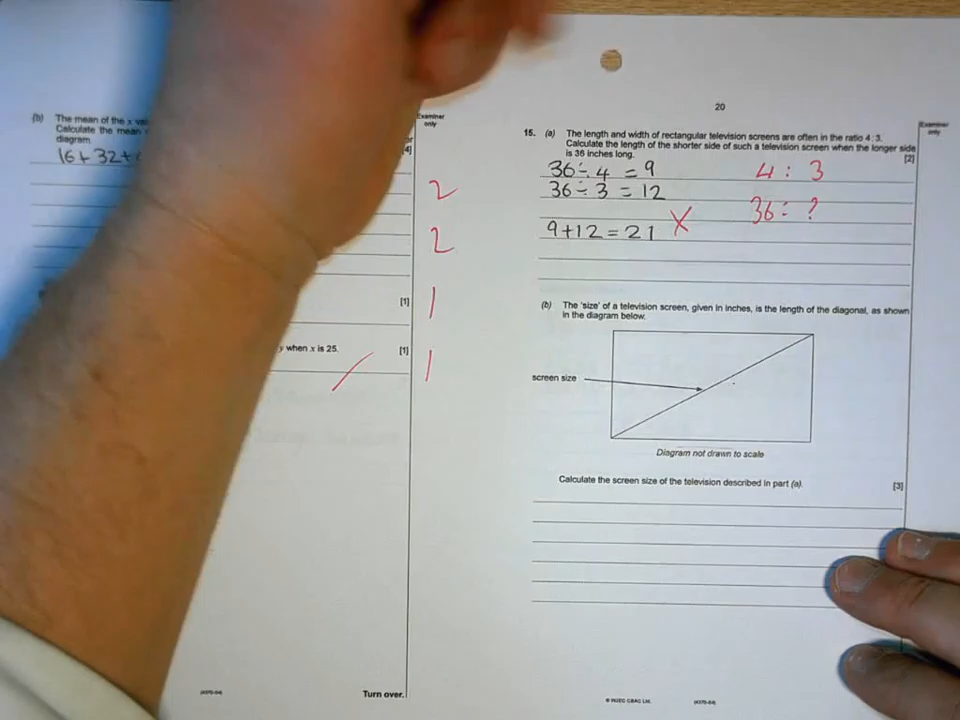 (b) The mean of the x
Calculate the mean
diagram.
[4]
16+32+
[1]
y when x is 25.
[1]
(4370-04)
Turn over.
Examiner
only
2
2
1
1
20
Examiner
only
15. (a) The length and width of rectangular television screens are often in the ratio 4:3.
Calculate the length of the shorter side of such a television screen when the longer side
is 36 inches long.
[2]
36 ÷ 4 = 9
36 ÷ 3 = 12
9+12 = 21 X
4 : 3
36 : ?
(b) The 'size' of a television screen, given in inches, is the length of the diagonal, as shown
in the diagram below.
screen size
Diagram not drawn to scale
Calculate the screen size of the television described in part (a).
[3]
© WJEC CBAC Ltd.
(4370-04)